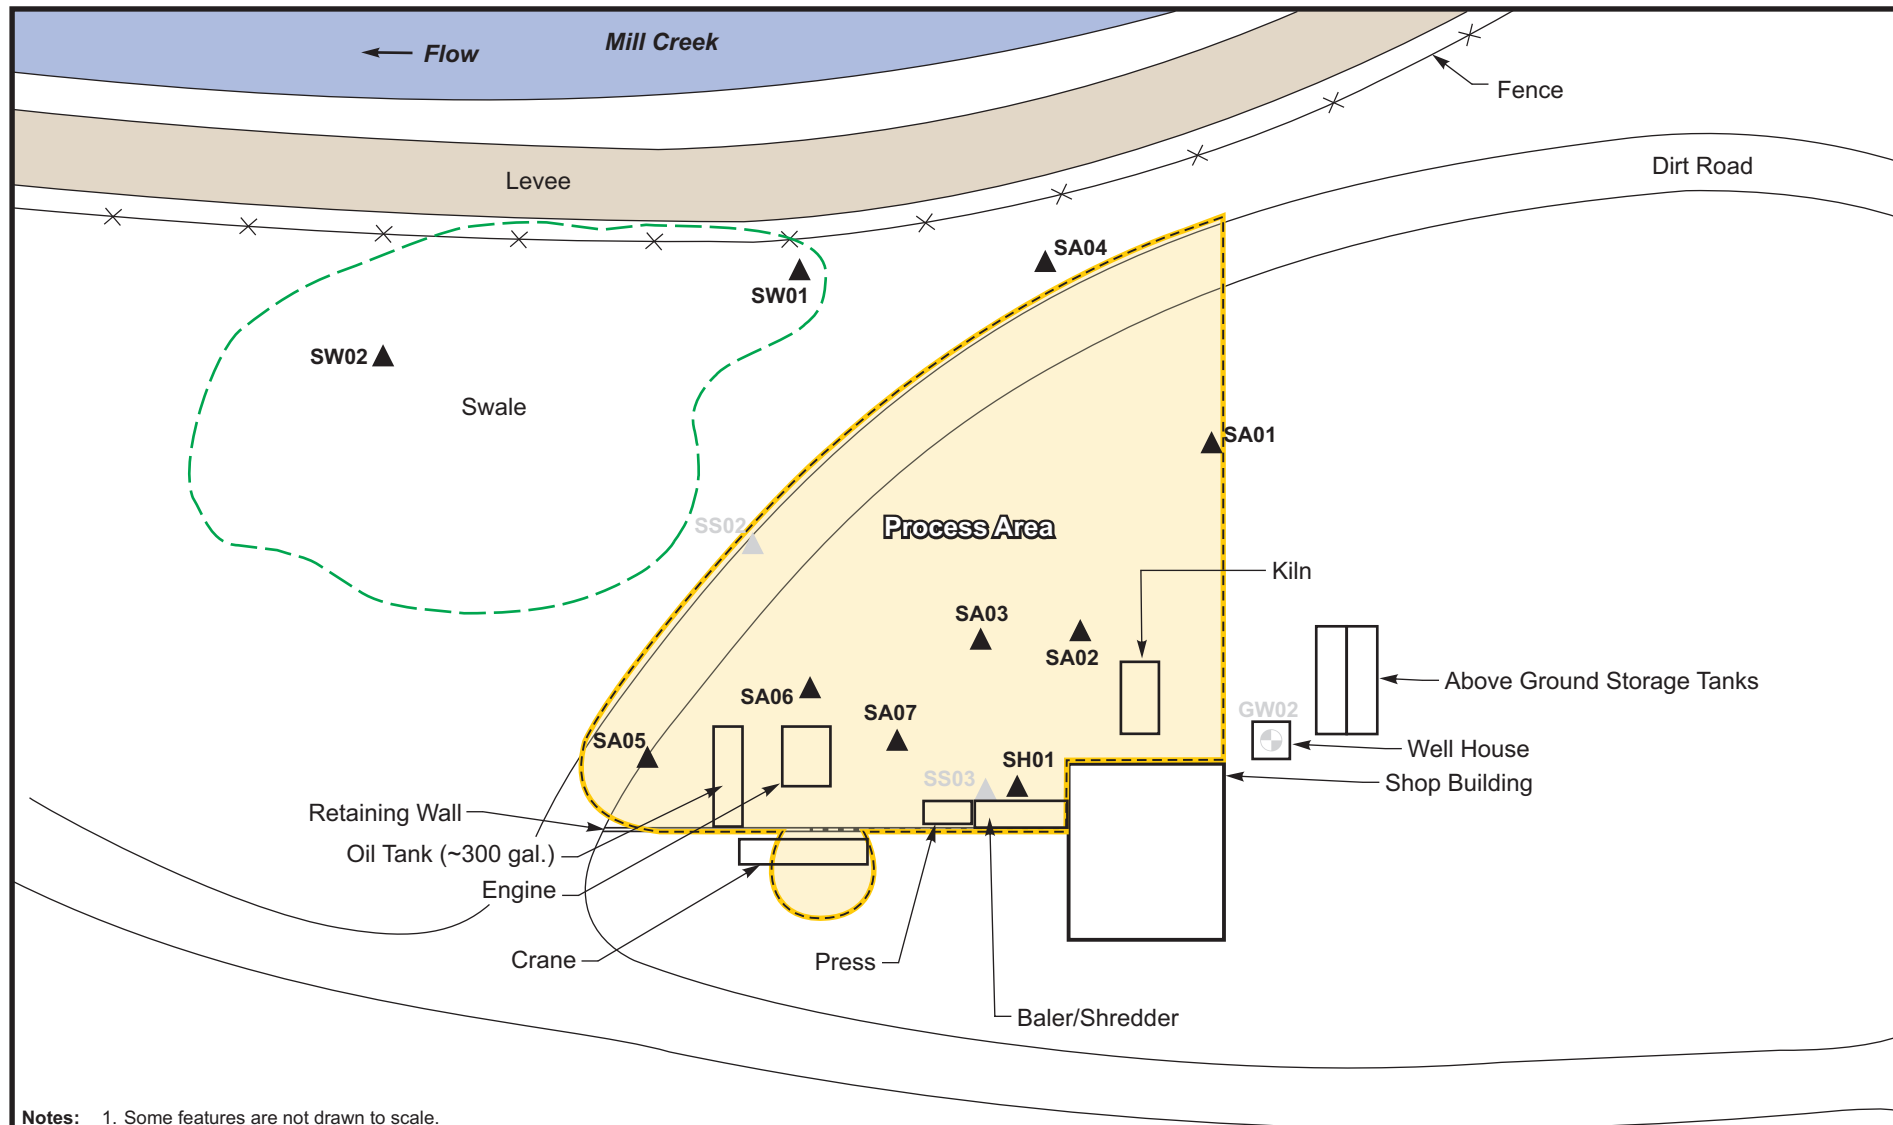 Mill Creek
Flow
Fence
Dirt Road
Levee
SA04
SW01
SW02
Swale
SA01
SS02
Process Area
Kiln
SA03
SA02
Above Ground Storage Tanks
SA06
GW02
SA07
SA05
Well House
SH01
SS03
Shop Building
Retaining Wall
Oil Tank (~300 gal.)
Engine
Crane
Press
Baler/Shredder
Notes: 1. Some features are not drawn to scale.